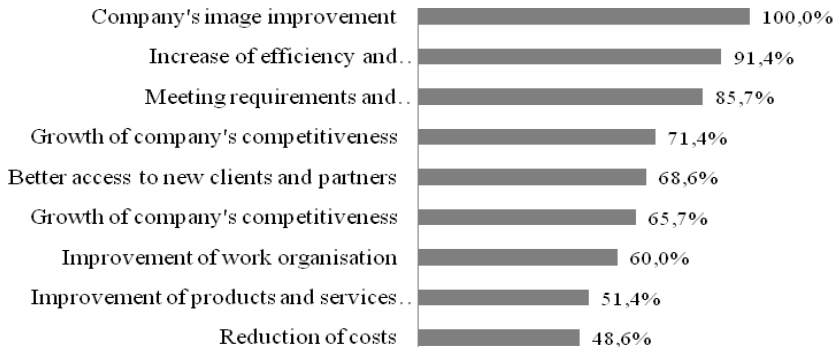 Company's image improvement 100,0%
Increase of efficiency and.. 91,4%
Meeting requirements and.. 85,7%
Growth of company's competitiveness 71,4%
Better access to new clients and partners 68,6%
Growth of company's competitiveness 65,7%
Improvement of work organisation 60,0%
Improvement of products and services.. 51,4%
Reduction of costs 48,6%